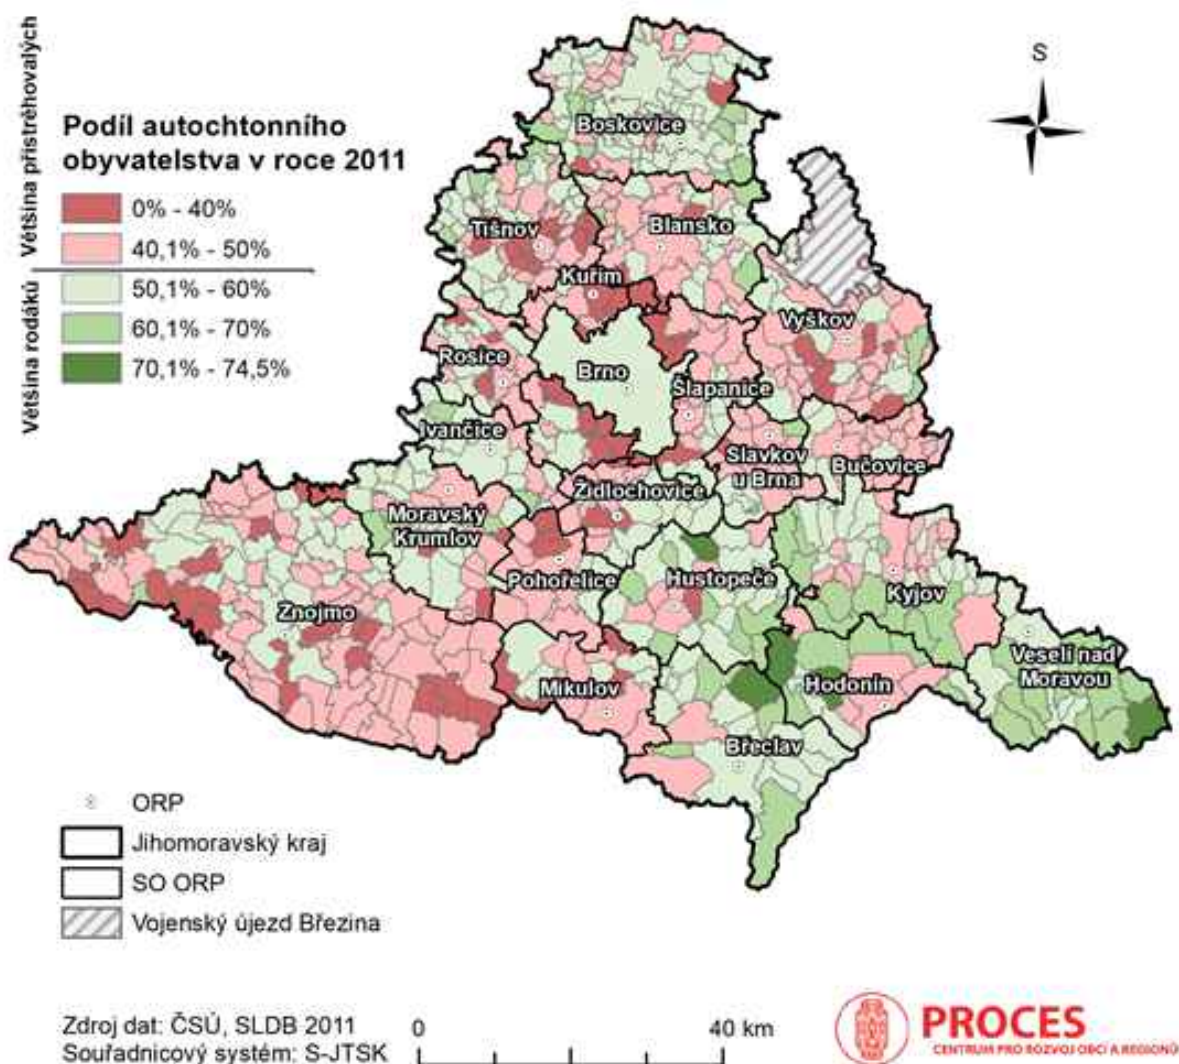 Většina přistřěhovalých
Většina rodáků
Podíl autochtonního
obyvatelstva v roce 2011
0% - 40%
40,1% - 50%
50,1% - 60%
60,1% - 70%
70,1% - 74,5%
S
Boskovice
Tišnov
Blansko
Kuřim
Vyškov
Rosice
Brno
Šlapanice
Ivančice
Slavkov
u Brna
Bučovice
Židlochovice
Moravský
Krumlov
Pohořelice
Hustopeče
Kyjov
Znojmo
Veselí nad
Moravou
Mikulov
Hodonín
Břeclav
ORP
Jihomoravský kraj
SO ORP
Vojenský újezd Březina
Zdroj dat: ČSÚ, SLDB 2011
Souřadnicový systém: S-JTSK
0
40 km
PROCES
CENTRUM PRO ROZVOJ OBCÍ A REGIONŮ